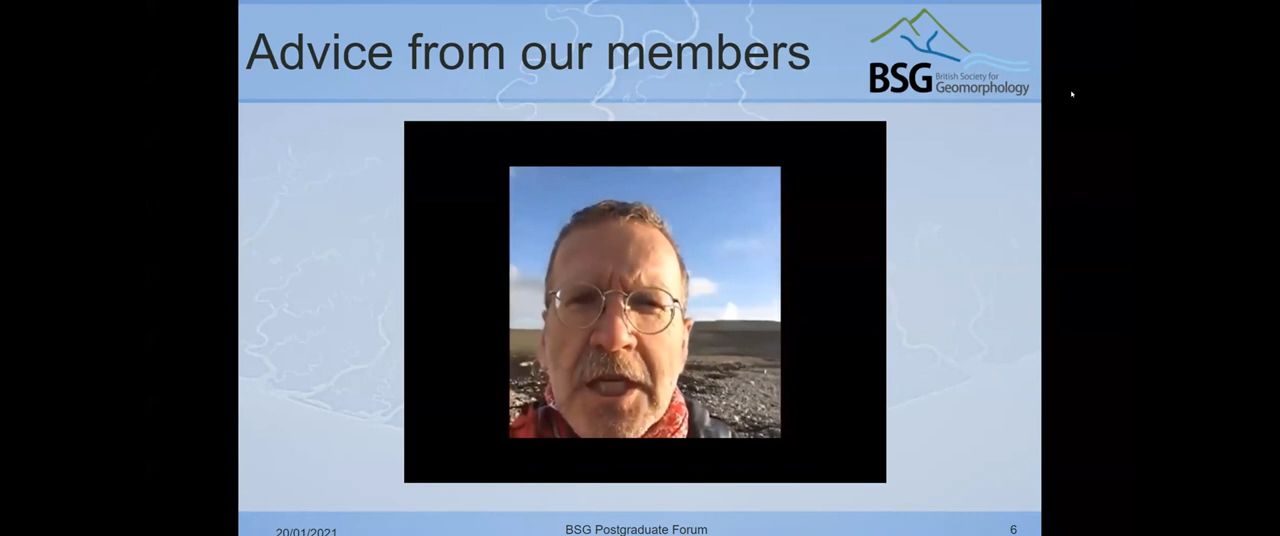 Advice from our members
BSG British Society for
Geomorphology
20/01/2021
BSG Postgraduate Forum
6